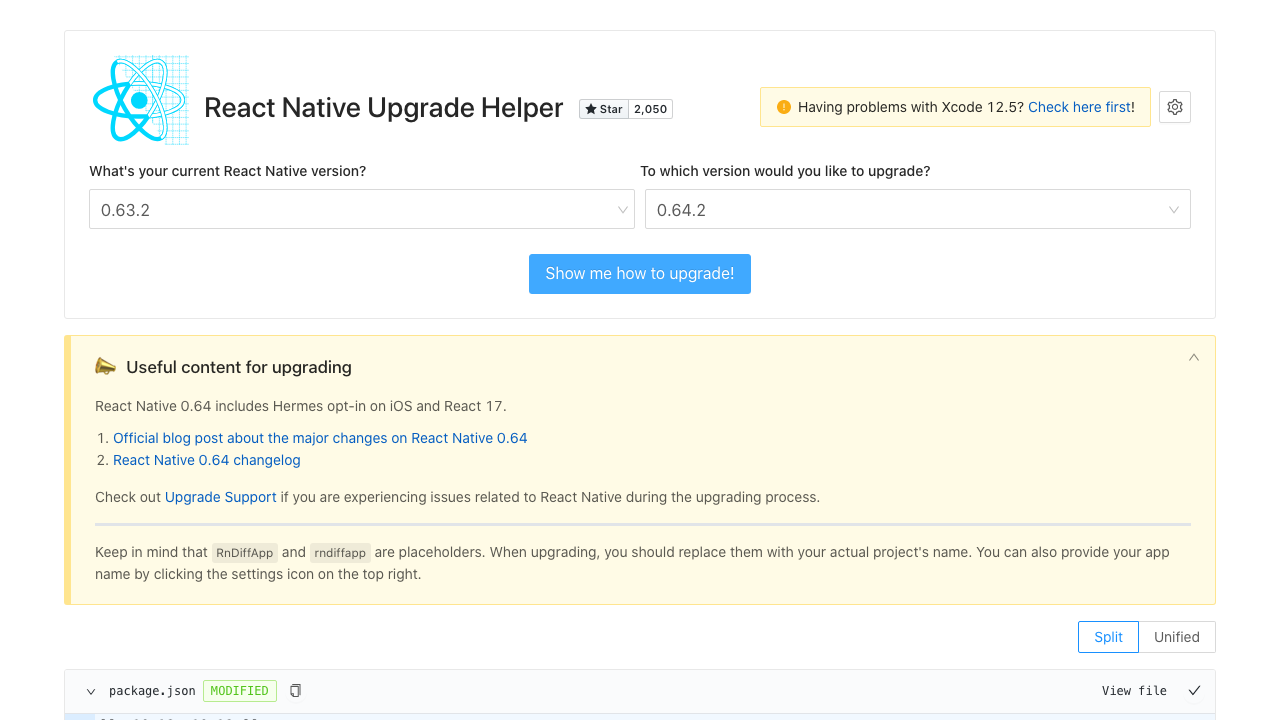 React Native Upgrade Helper
Star
2,050
Having problems with Xcode 12.5? Check here first!
What's your current React Native version?
To which version would you like to upgrade?
0.63.2
0.64.2
Show me how to upgrade!
Useful content for upgrading
React Native 0.64 includes Hermes opt-in on iOS and React 17.
1. Official blog post about the major changes on React Native 0.64
2. React Native 0.64 changelog
Check out Upgrade Support if you are experiencing issues related to React Native during the upgrading process.
Keep in mind that RnDiffApp and rndiffapp are placeholders. When upgrading, you should replace them with your actual project's name. You can also provide your app
name by clicking the settings icon on the top right.
Split
Unified
package.json
MODIFIED
View file